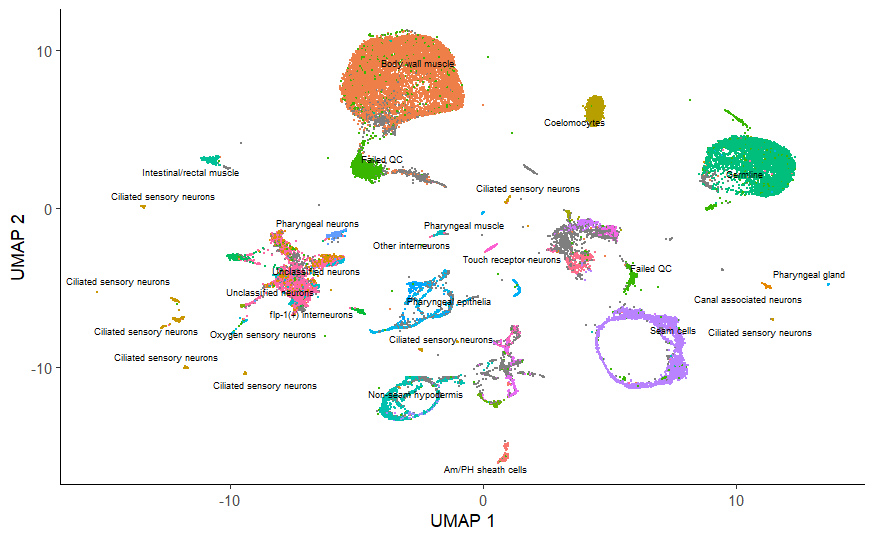 10
Body wall muscle
Coelomocytes
Failed QC
Germline
Intestinal/rectal muscle
Ciliated sensory neurons
Ciliated sensory neurons
0
Pharyngeal neurons
Pharyngeal muscle
Other interneurons
Touch receptor neurons
UMAP 2
Unclassified neurons
Failed QC
Pharyngeal gland
Ciliated sensory neurons
Unclassified neurons
Canal associated neurons
Pharyngeal epithelia
flp-1(+) interneurons
Ciliated sensory neurons
Oxygen sensory neurons
Seam cells
Ciliated sensory neurons
Ciliated sensory neurons
Ciliated sensory neurons
-10
Ciliated sensory neurons
Non-seam hypodermis
Am/PH sheath cells
-10
0
10
UMAP 1